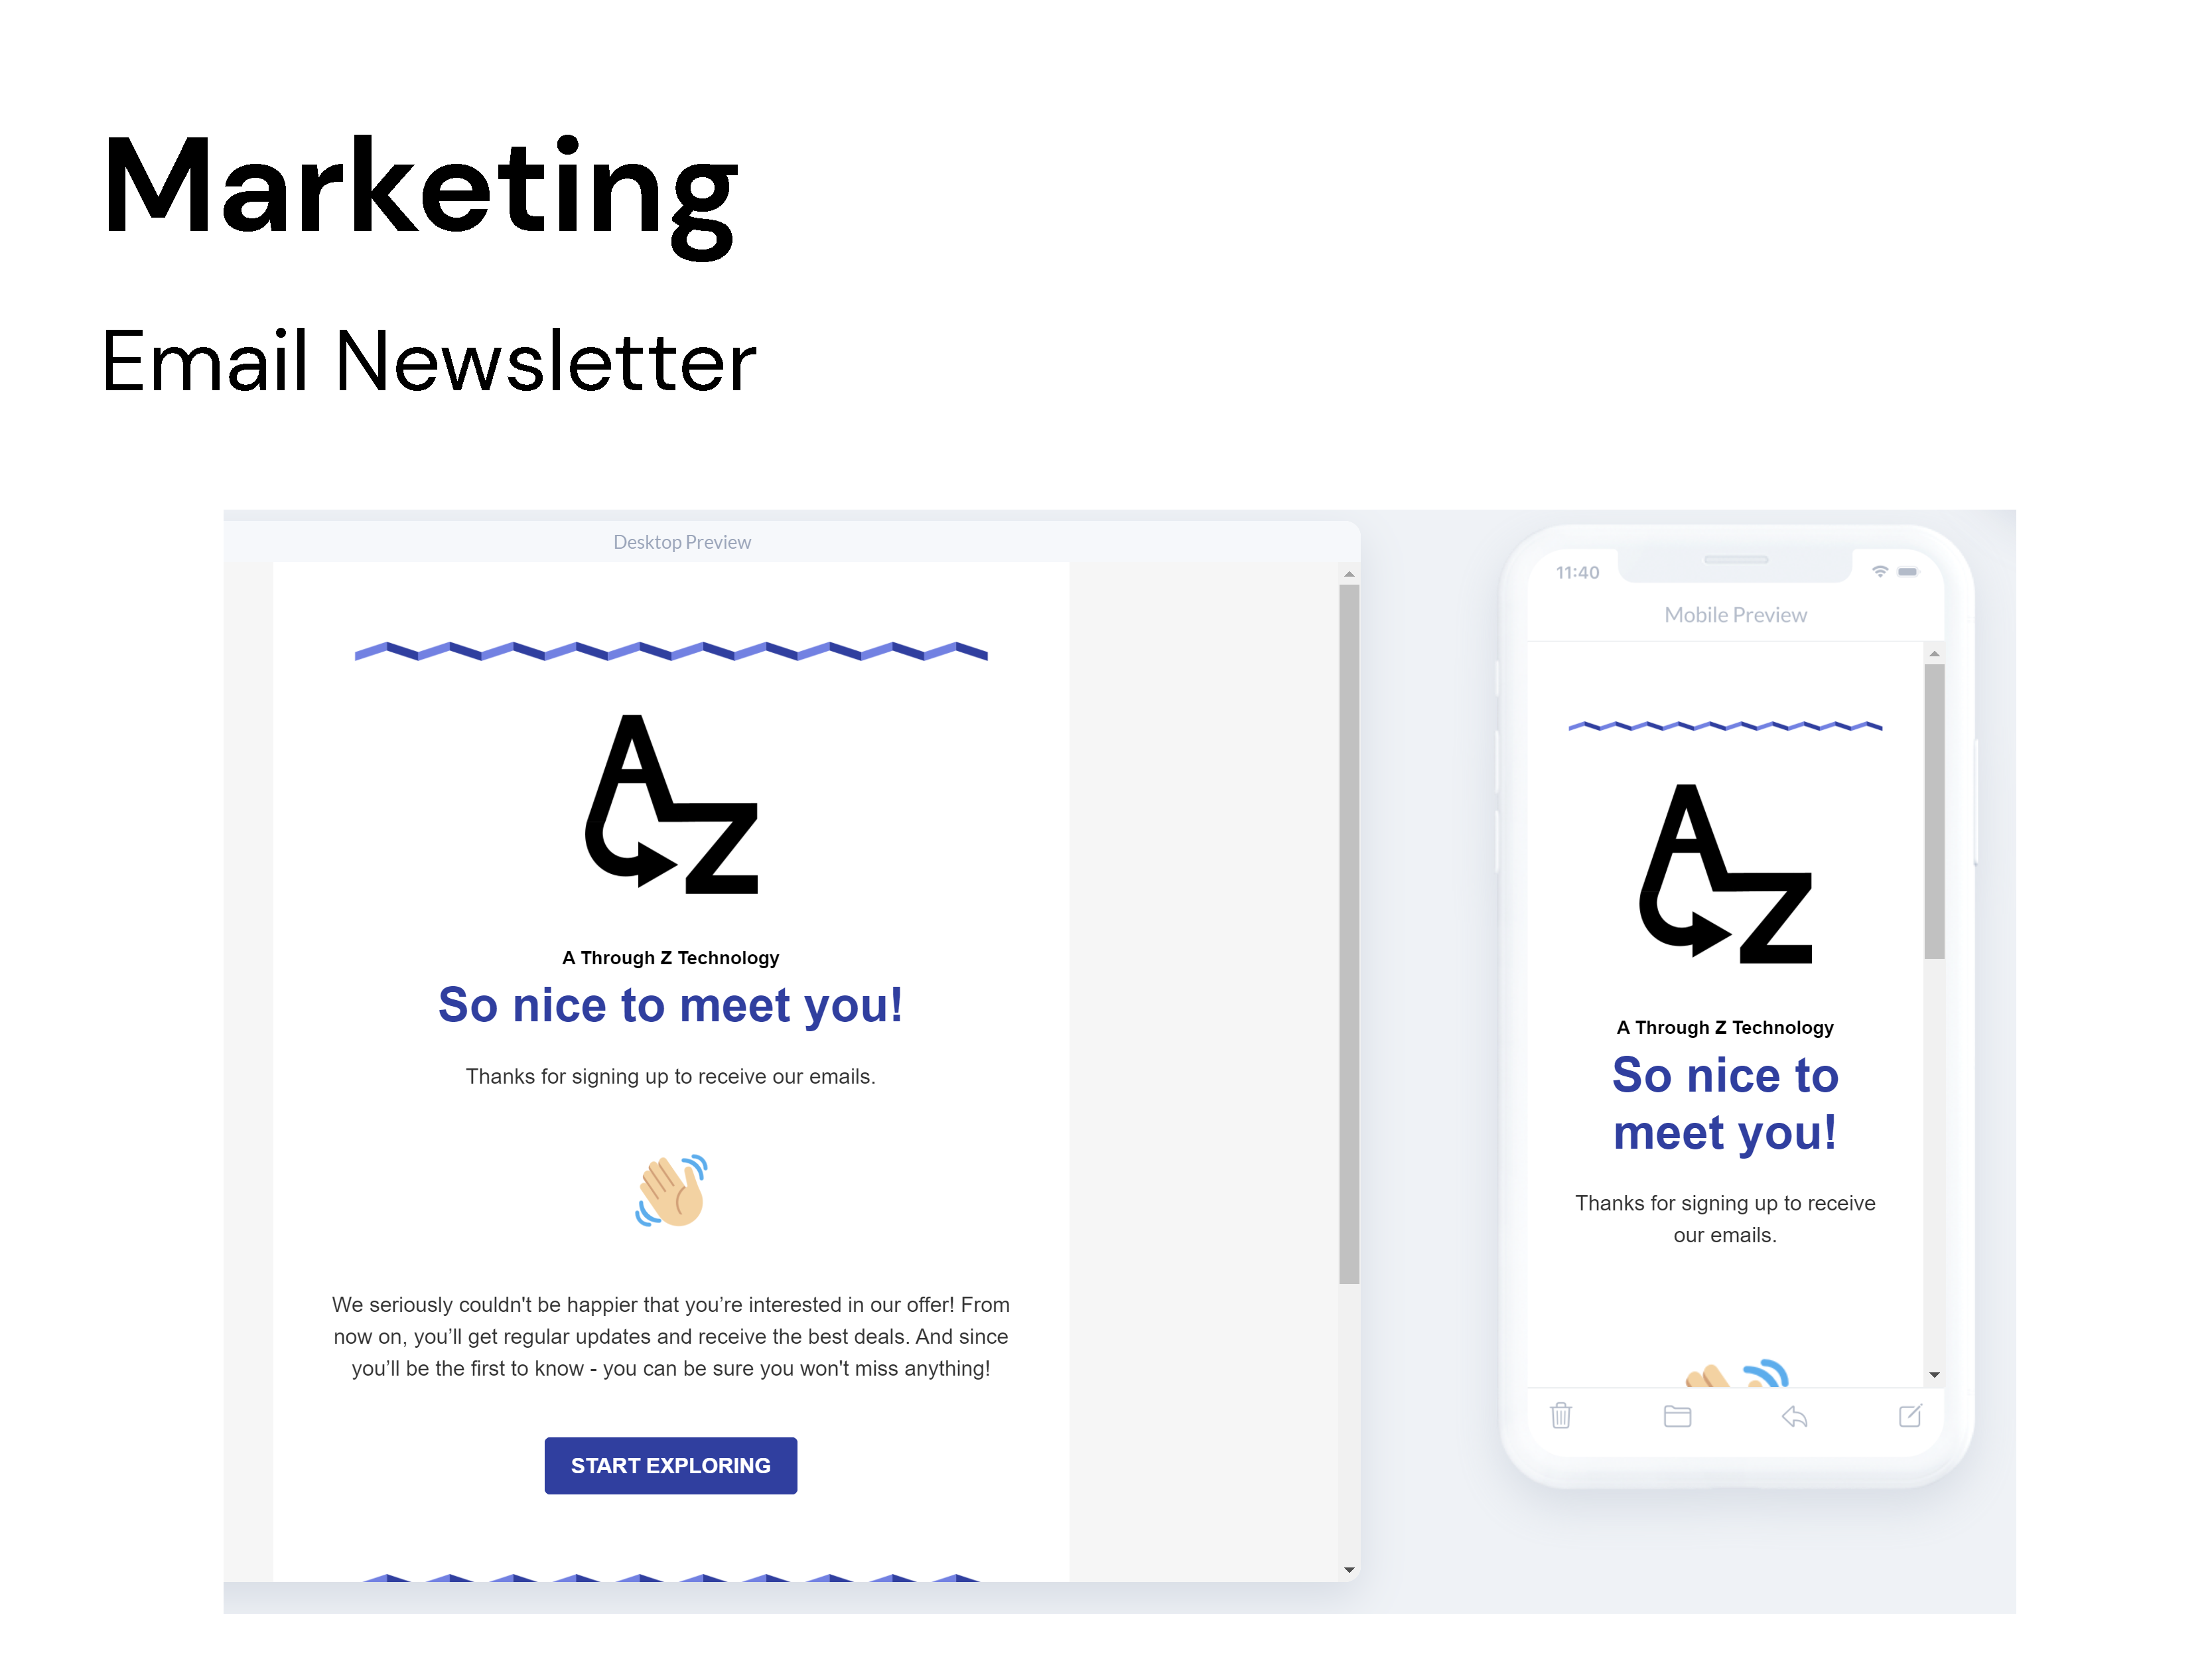 Marketing
Email Newsletter
Desktop Preview
AZ
A Through Z Technology
So nice to meet you!
Thanks for signing up to receive our emails.
We seriously couldn't be happier that you’re interested in our offer! From
now on, you’ll get regular updates and receive the best deals. And since
you’ll be the first to know - you can be sure you won't miss anything!
START EXPLORING
11:40
Mobile Preview
AZ
A Through Z Technology
So nice to
meet you!
Thanks for signing up to receive
our emails.